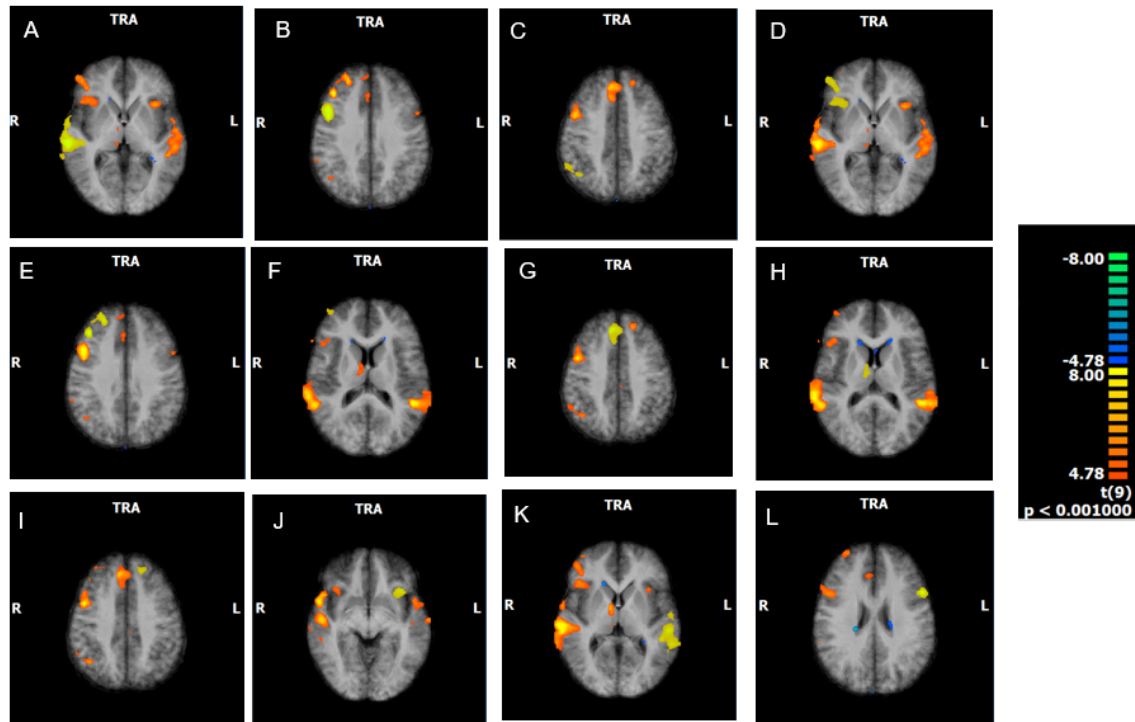 A TRA R L
B TRA R L
C TRA R L
D TRA R L
E TRA R L
F TRA R L
G TRA R L
H TRA R L
-8.00
-4.78
8.00
4.78
t(9)
p < 0.001000
I TRA R L
J TRA R L
K TRA R L
L TRA R L